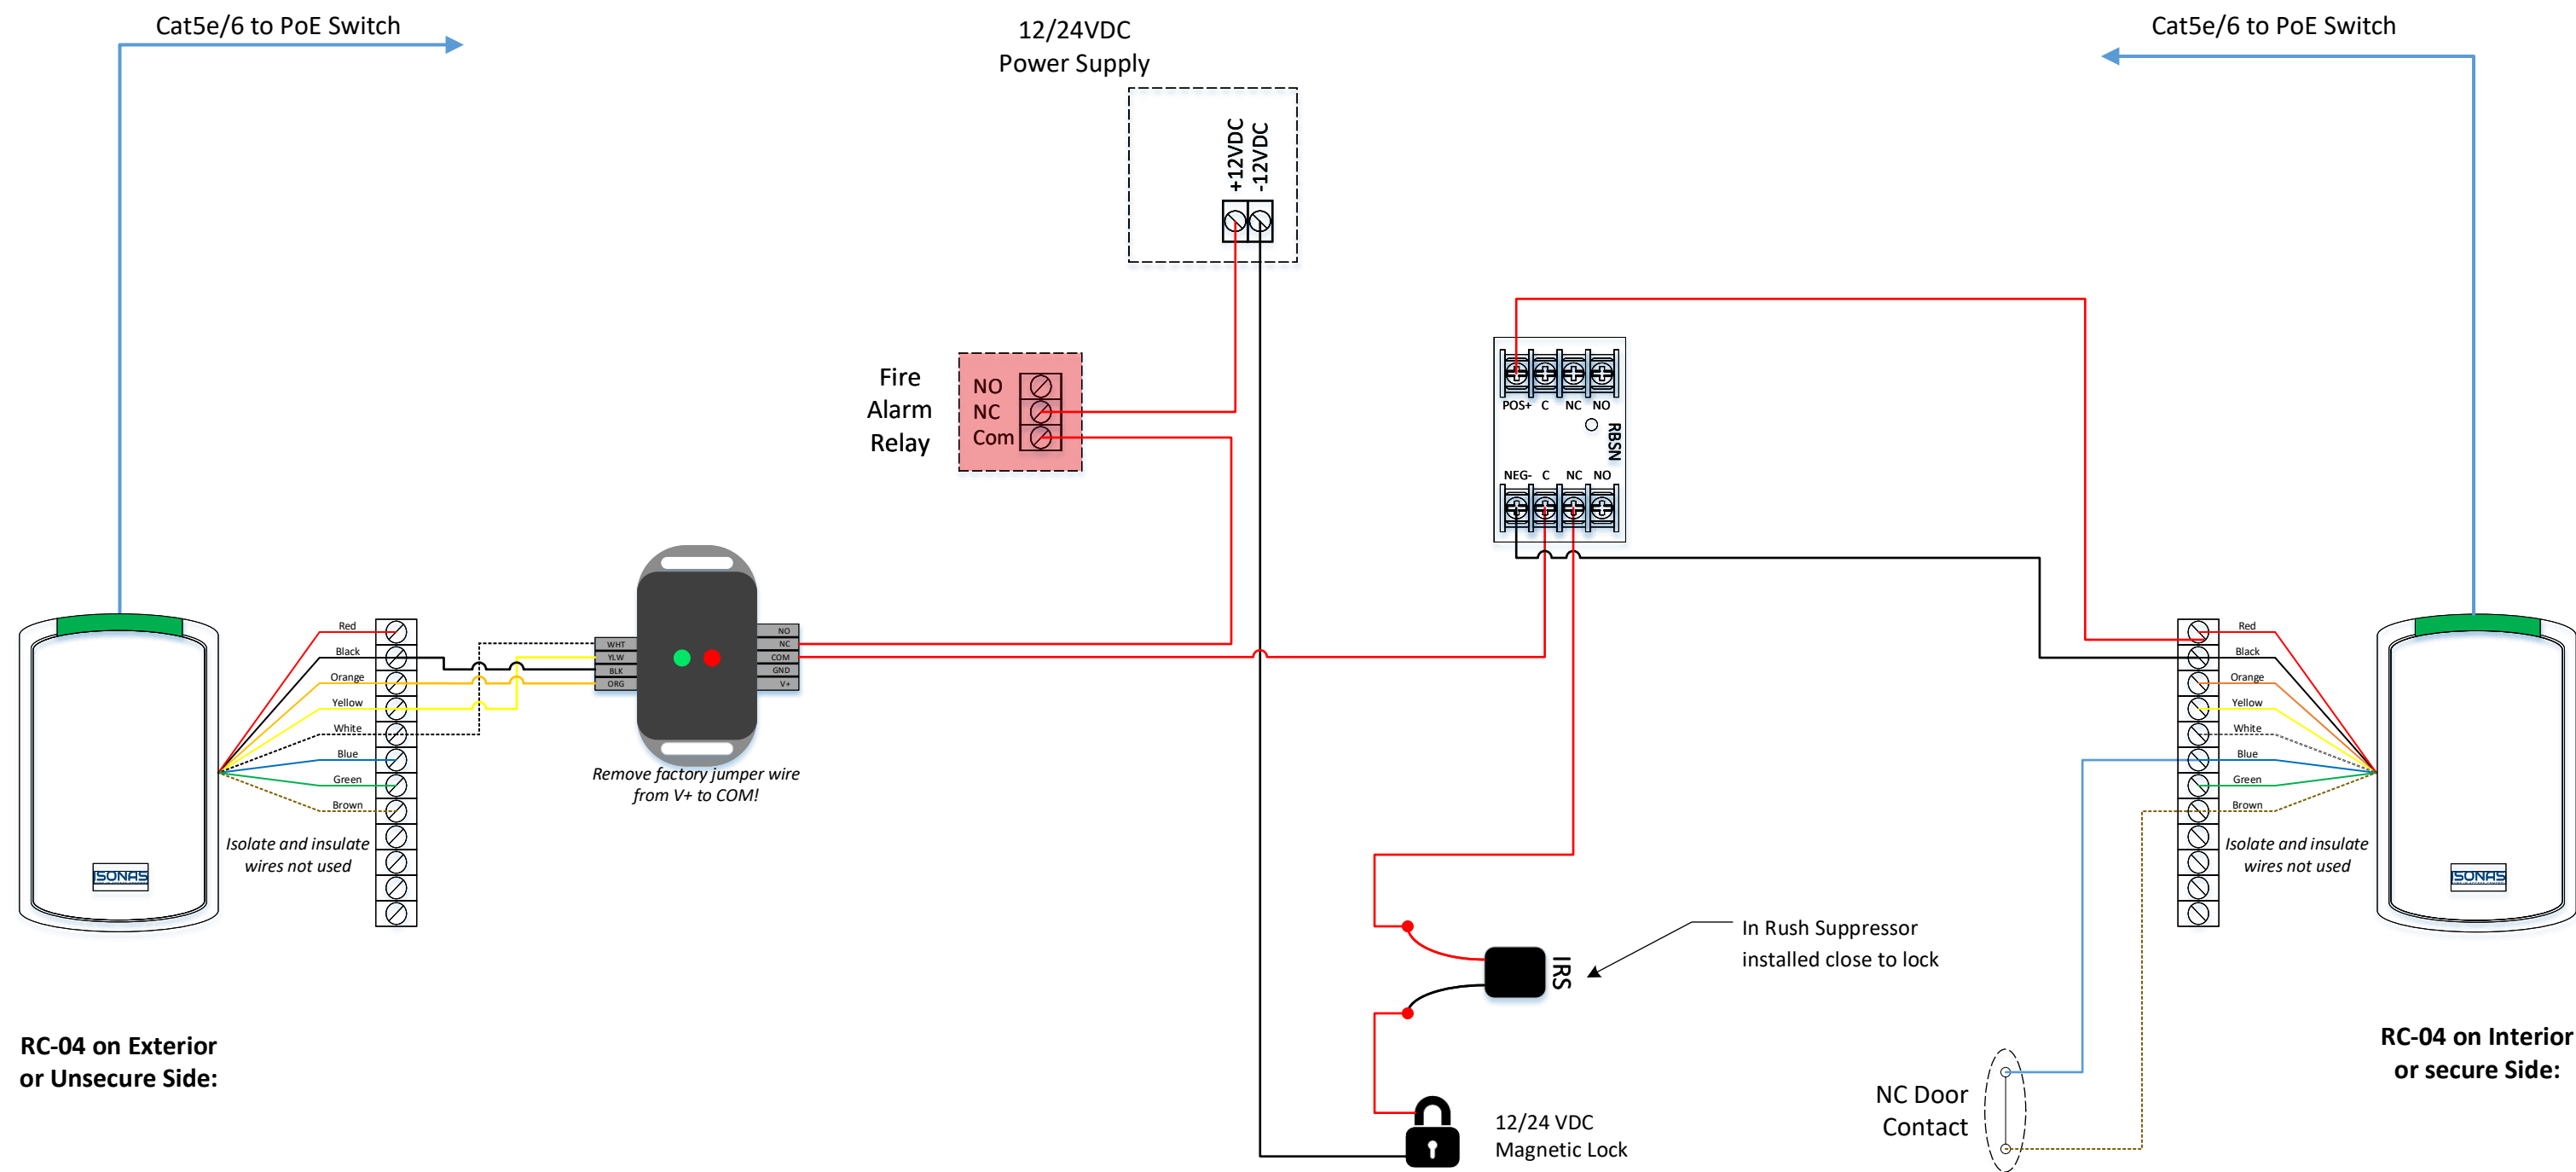 Cat5e/6 to PoE Switch
12/24VDC
Power Supply
Cat5e/6 to PoE Switch
+12VDC
-12VDC
Fire
Alarm
Relay
NO
NC
Com
POS+ C NC NO
RBSN
NEG- C NC NO
Red
Black
Orange
Yellow
White
Blue
Green
Brown
Isolate and insulate
wires not used
ISONAS
WHT
YLW
BLK
ORG
NO
NC
COM
GND
V+
Remove factory jumper wire
from V+ to COM!
Red
Black
Orange
Yellow
White
Blue
Green
Brown
Isolate and insulate
wires not used
ISONAS
In Rush Suppressor
installed close to lock
IRS
RC-04 on Exterior
or Unsecure Side:
RC-04 on Interior
or secure Side:
NC Door
Contact
12/24 VDC
Magnetic Lock